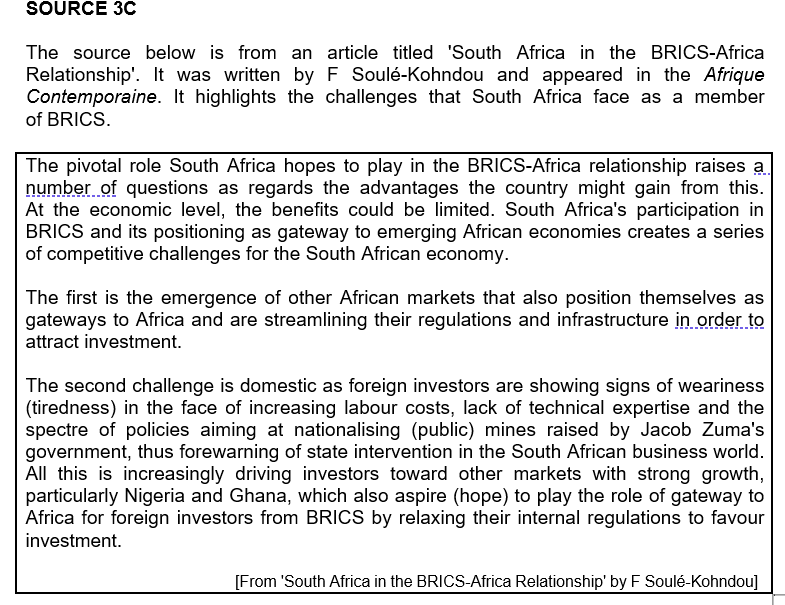 SOURCE 3C
The source below is from an article titled 'South Africa in the BRICS-Africa
Relationship'. It was written by F Soulé-Kohndou and appeared in the Afrique
Contemporaine. It highlights the challenges that South Africa face as a member
of BRICS.
The pivotal role South Africa hopes to play in the BRICS-Africa relationship raises a
number of questions as regards the advantages the country might gain from this.
At the economic level, the benefits could be limited. South Africa's participation in
BRICS and its positioning as gateway to emerging African economies creates a series
of competitive challenges for the South African economy.
The first is the emergence of other African markets that also position themselves as
gateways to Africa and are streamlining their regulations and infrastructure in order to
attract investment.
The second challenge is domestic as foreign investors are showing signs of weariness
(tiredness) in the face of increasing labour costs, lack of technical expertise and the
spectre of policies aiming at nationalising (public) mines raised by Jacob Zuma's
government, thus forewarning of state intervention in the South African business world.
All this is increasingly driving investors toward other markets with strong growth,
particularly Nigeria and Ghana, which also aspire (hope) to play the role of gateway to
Africa for foreign investors from BRICS by relaxing their internal regulations to favour
investment.
[From 'South Africa in the BRICS-Africa Relationship' by F Soulé-Kohndou]